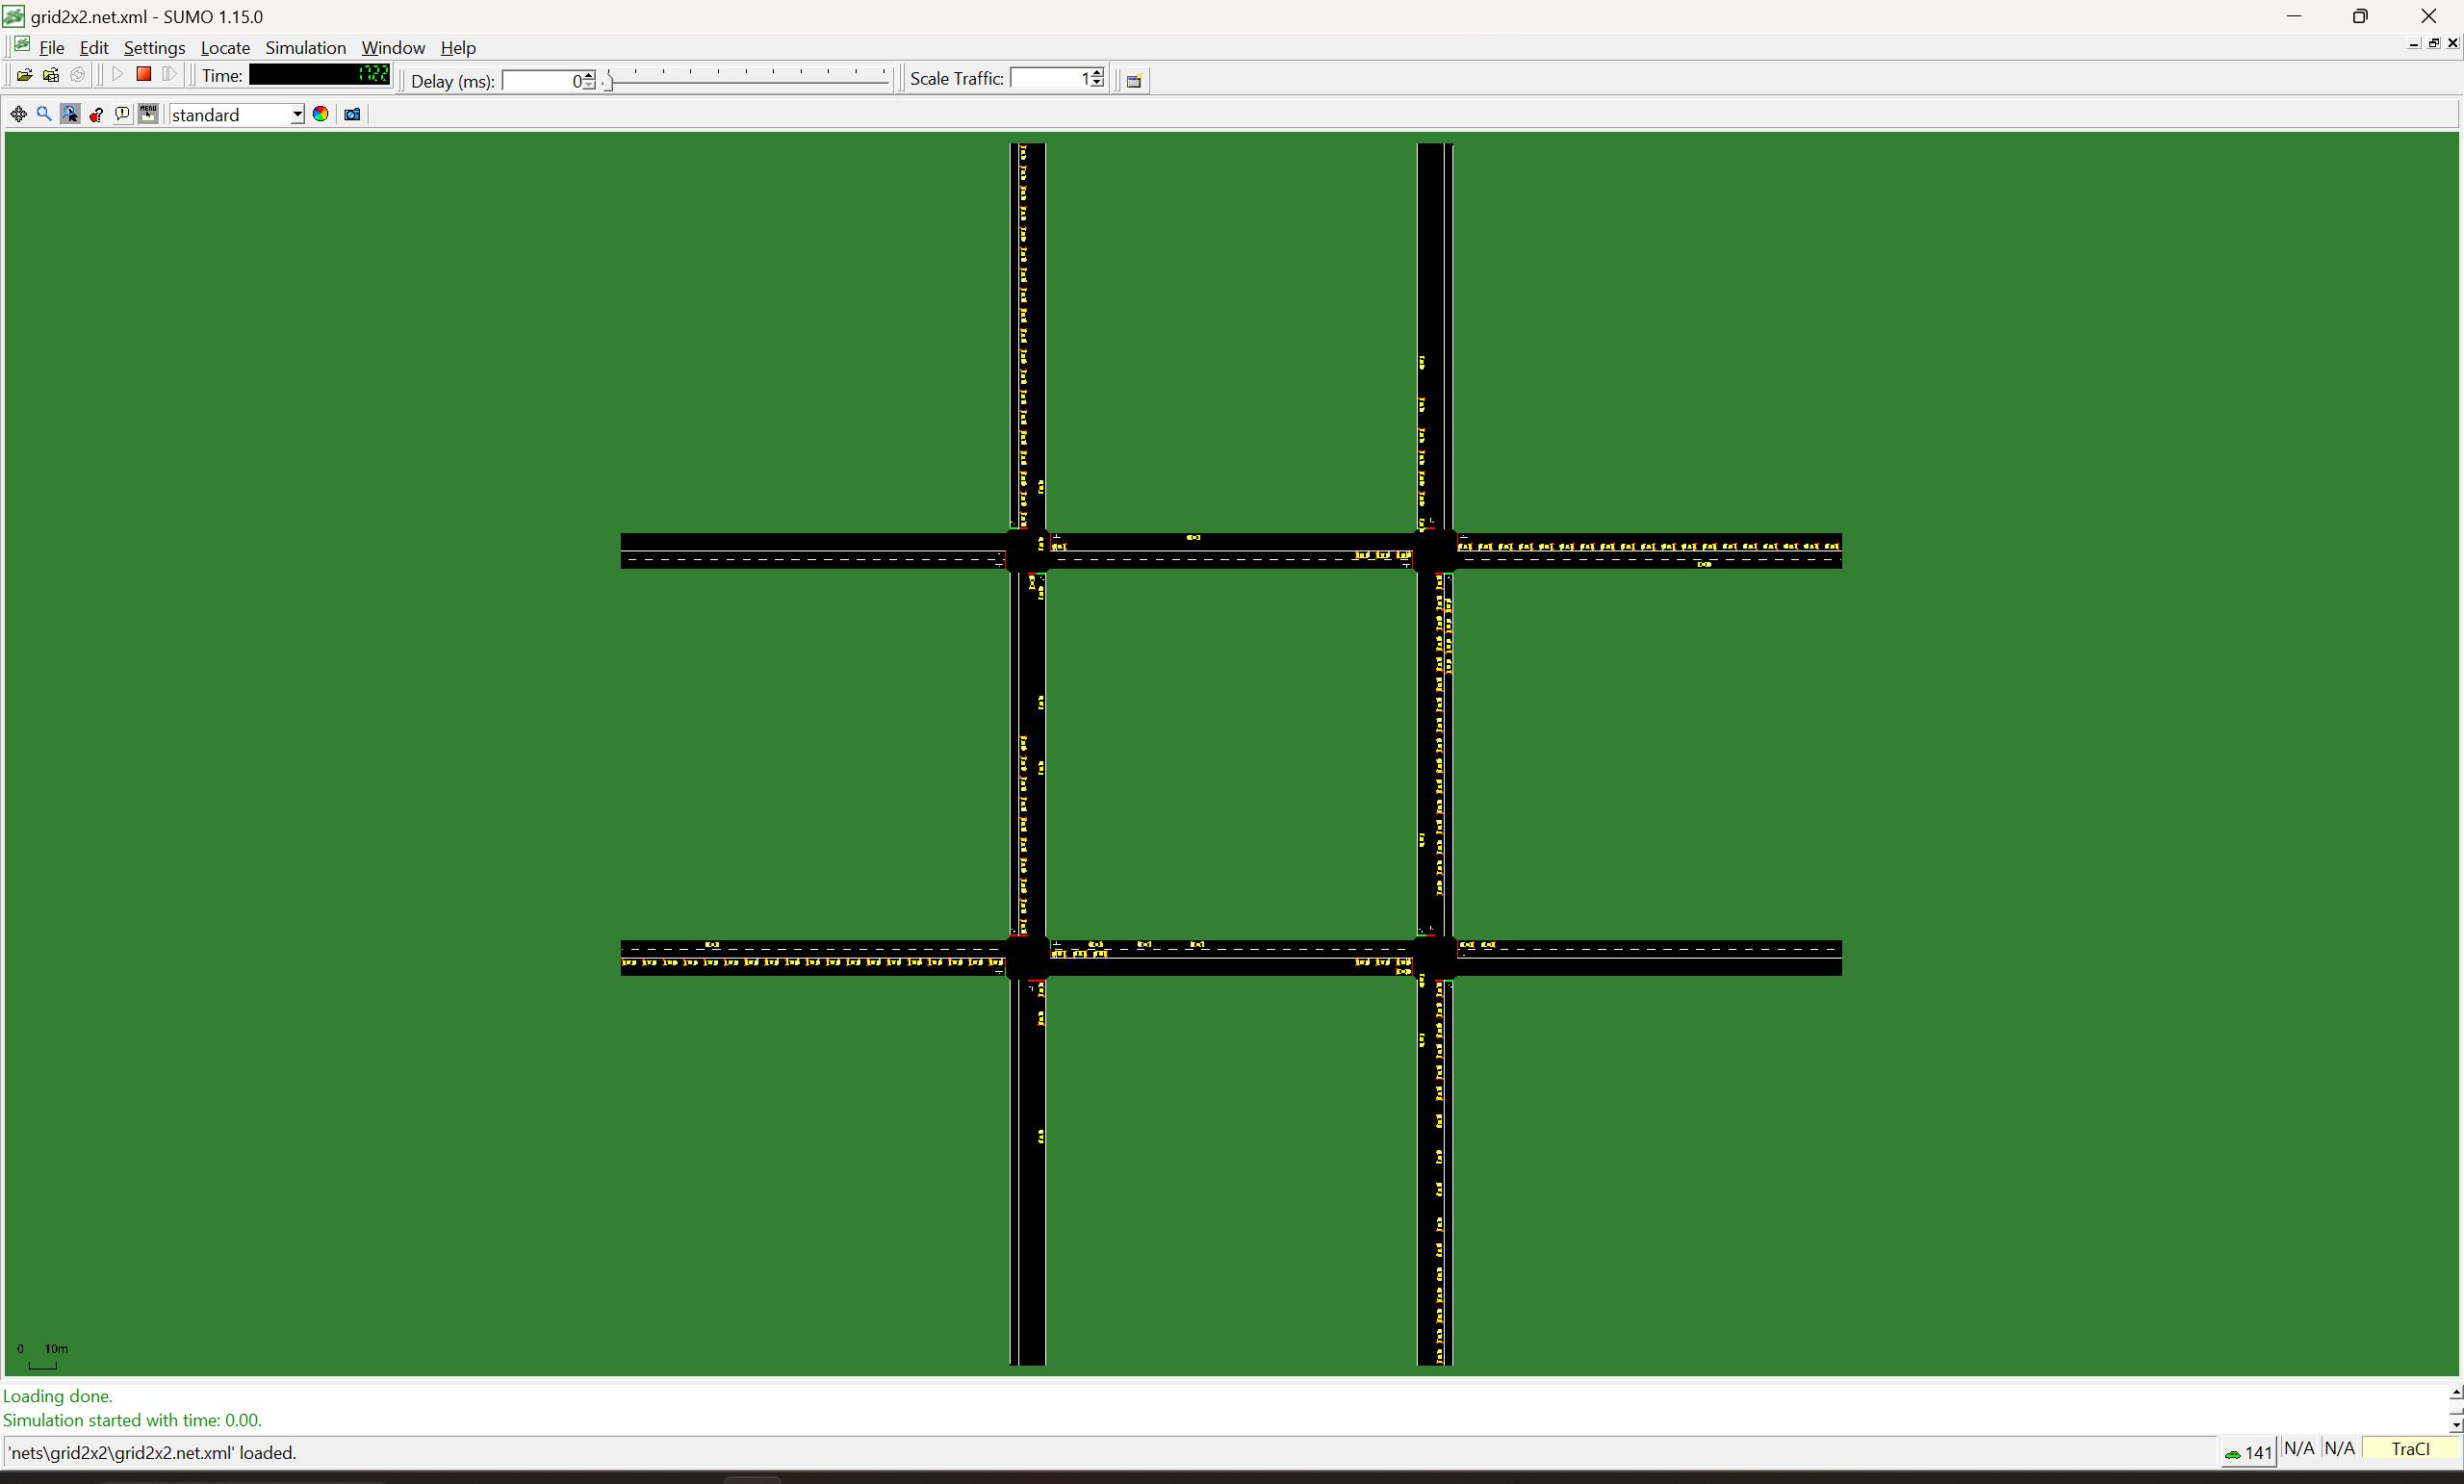 grid2x2.net.xml - SUMO 1.15.0
File Edit Settings Locate Simulation Window Help
Time: 1722 Delay (ms): 0 Scale Traffic: 1
standard
0 10m
Loading done.
Simulation started with time: 0.00.
'nets\grid2x2\grid2x2.net.xml' loaded. 141 N/A N/A TraCI